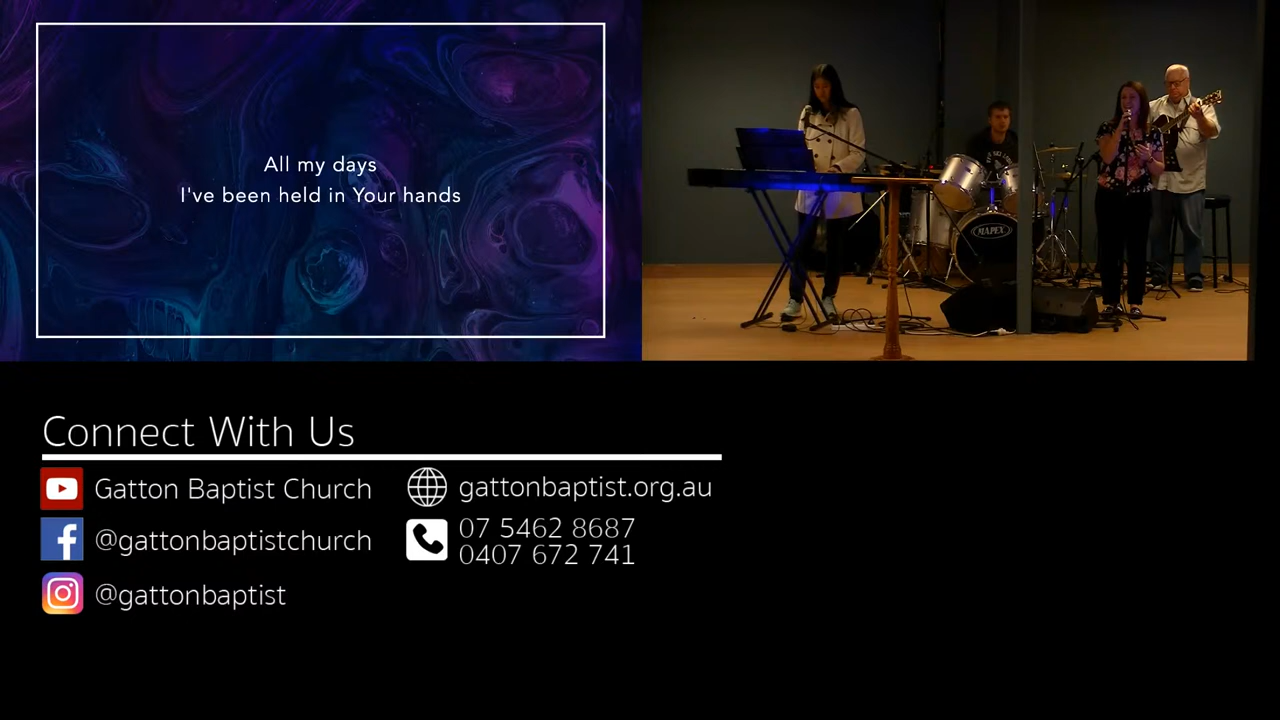 All my days
I've been held in Your hands
MAPEX
Connect With Us
Gatton Baptist Church
@gattonbaptistchurch
@gattonbaptist
gattonbaptist.org.au
07 5462 8687
0407 672 741